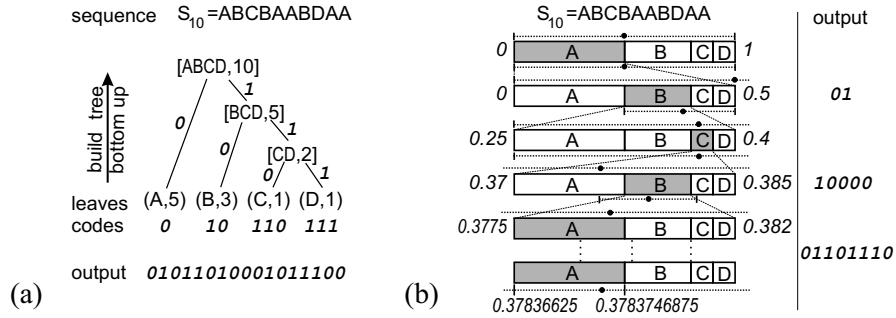 sequence S10=ABCBAABDAA
[ABCD,10]
0 1
[BCD,5]
0 1
[CD,2]
0 1
build tree
bottom up
leaves (A,5) (B,3) (C,1) (D,1)
codes 0 10 110 111
output 01011010001011100
(a)
S10=ABCBAABDAA output
0 A B C D 1
0 A B C D 0.5 01
0.25 A B C D 0.4
0.37 A B C D 0.385 10000
0.3775 A B C D 0.382
01101110
A B C D
0.37836625 0.3783746875
(b)